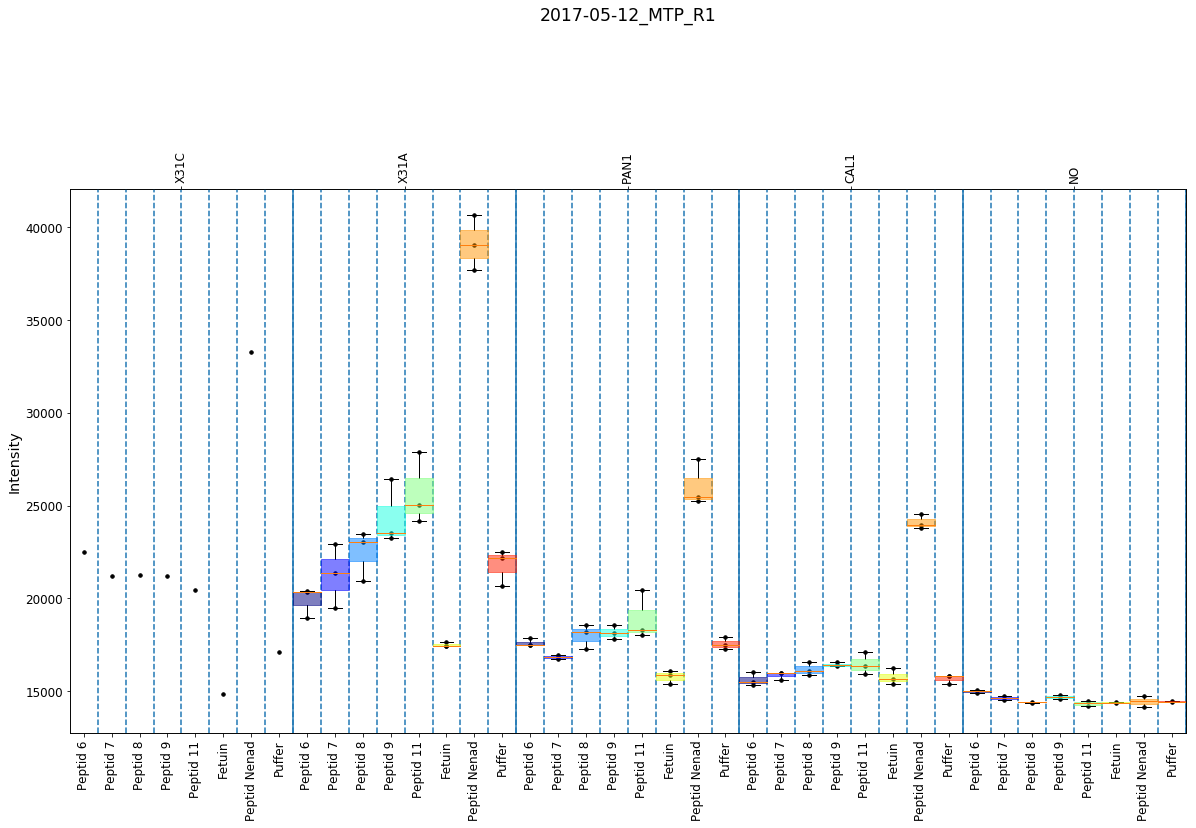 2017-05-12_MTP_R1
X31C
X31A
PAN1
CAL1
NO
Intensity
40000
35000
30000
25000
20000
15000
Peptid 6
Peptid 7
Peptid 8
Peptid 9
Peptid 11
Fetuin
Peptid Nenad
Puffer
Peptid 6
Peptid 7
Peptid 8
Peptid 9
Peptid 11
Fetuin
Peptid Nenad
Puffer
Peptid 6
Peptid 7
Peptid 8
Peptid 9
Peptid 11
Fetuin
Peptid Nenad
Puffer
Peptid 6
Peptid 7
Peptid 8
Peptid 9
Peptid 11
Fetuin
Peptid Nenad
Puffer
Peptid 6
Peptid 7
Peptid 8
Peptid 9
Peptid 11
Fetuin
Peptid Nenad
Puffer